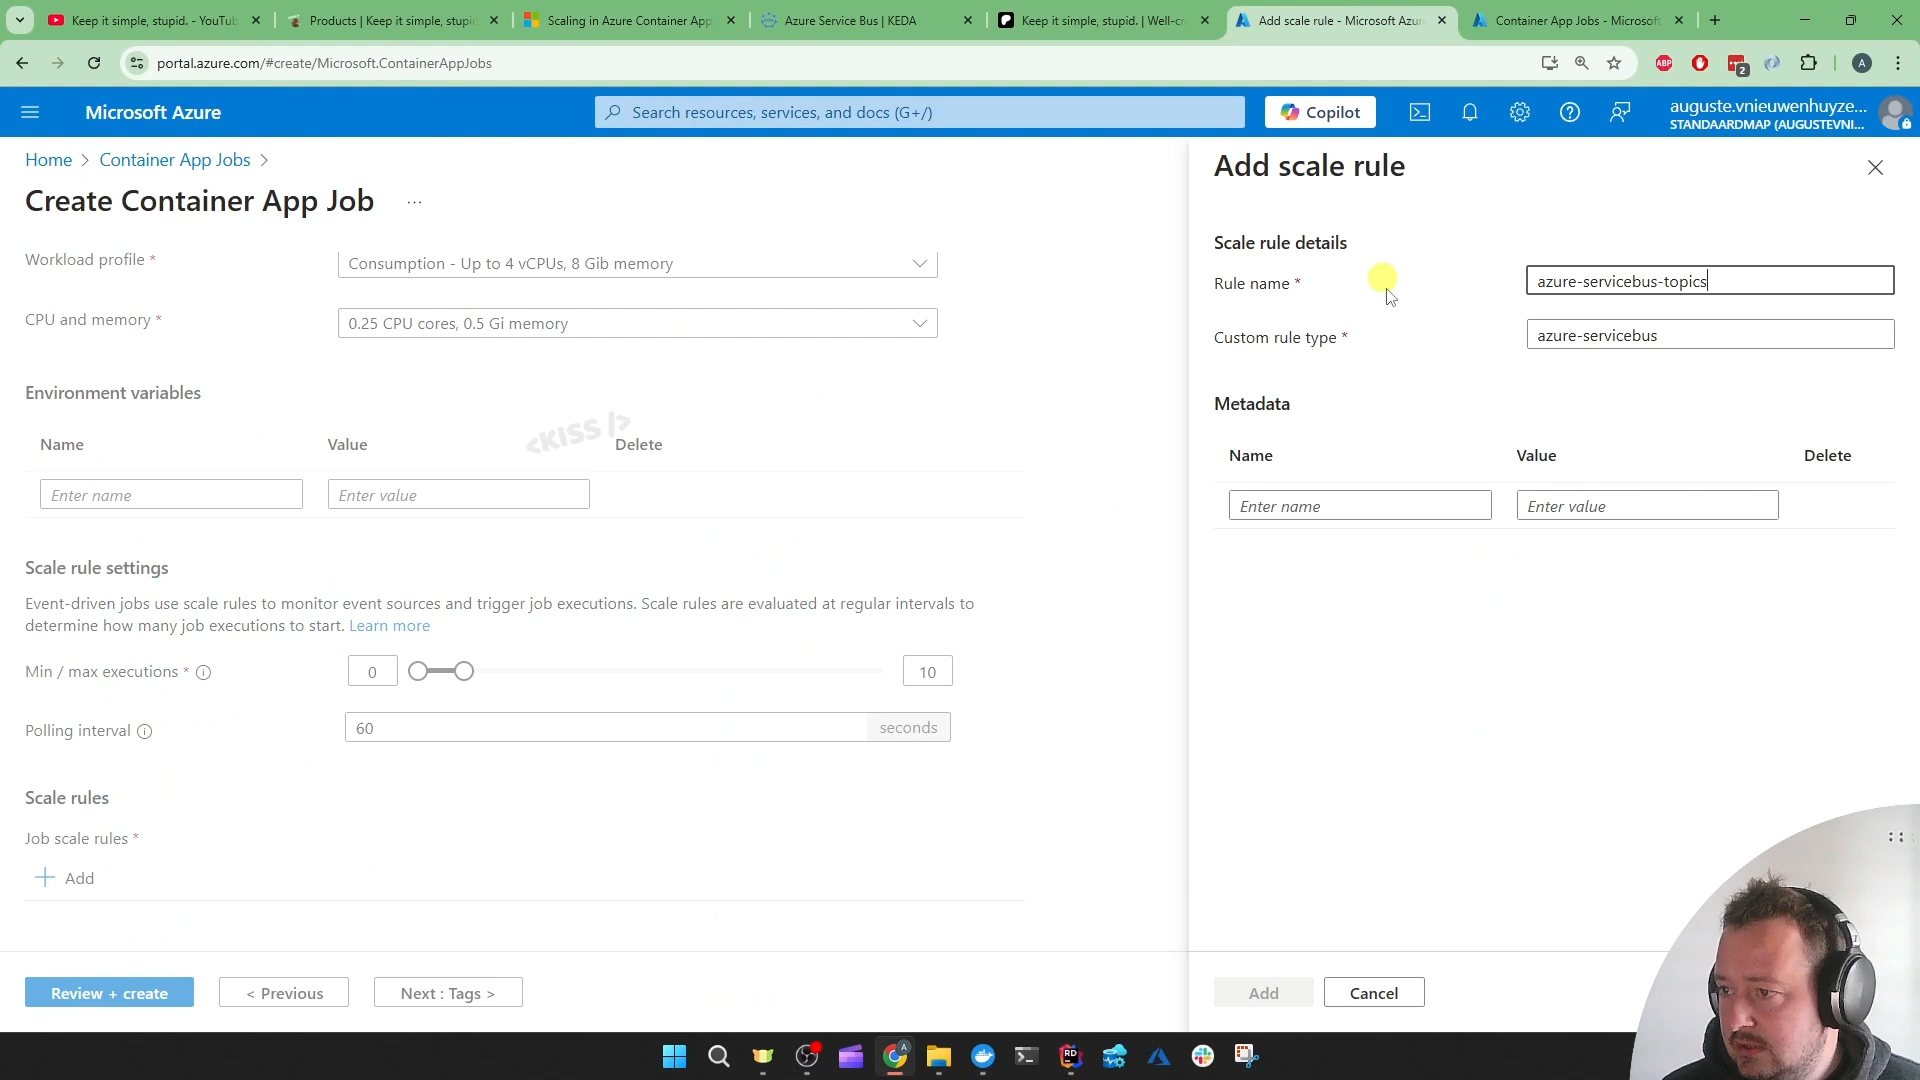 Keep it simple, stupid. - YouTub
Products | Keep it simple, stupid
Scaling in Azure Container App
Azure Service Bus | KEDA
Keep it simple, stupid. | Well-cr
Add scale rule - Microsoft Azur
Container App Jobs - Microsoft
portal.azure.com/#create/Microsoft.ContainerAppJobs
ABP
2
A
Microsoft Azure
Search resources, services, and docs (G+/)
Copilot
auguste.vnieuwenhuyze...
STANDAARDMAP (AUGUSTEVNI...
Home > Container App Jobs >
Create Container App Job ...
Workload profile *
Consumption - Up to 4 vCPUs, 8 Gib memory
CPU and memory *
0.25 CPU cores, 0.5 Gi memory
Environment variables
<KISS />
Name
Value
Delete
Enter name
Enter value
Scale rule settings
Event-driven jobs use scale rules to monitor event sources and trigger job executions. Scale rules are evaluated at regular intervals to
determine how many job executions to start. Learn more
Min / max executions *
0
10
Polling interval
60
seconds
Scale rules
Job scale rules *
Add
Review + create
< Previous
Next : Tags >
Add scale rule
Scale rule details
Rule name *
azure-servicebus-topics
Custom rule type *
azure-servicebus
Metadata
Name
Value
Delete
Enter name
Enter value
Add
Cancel
A
RD